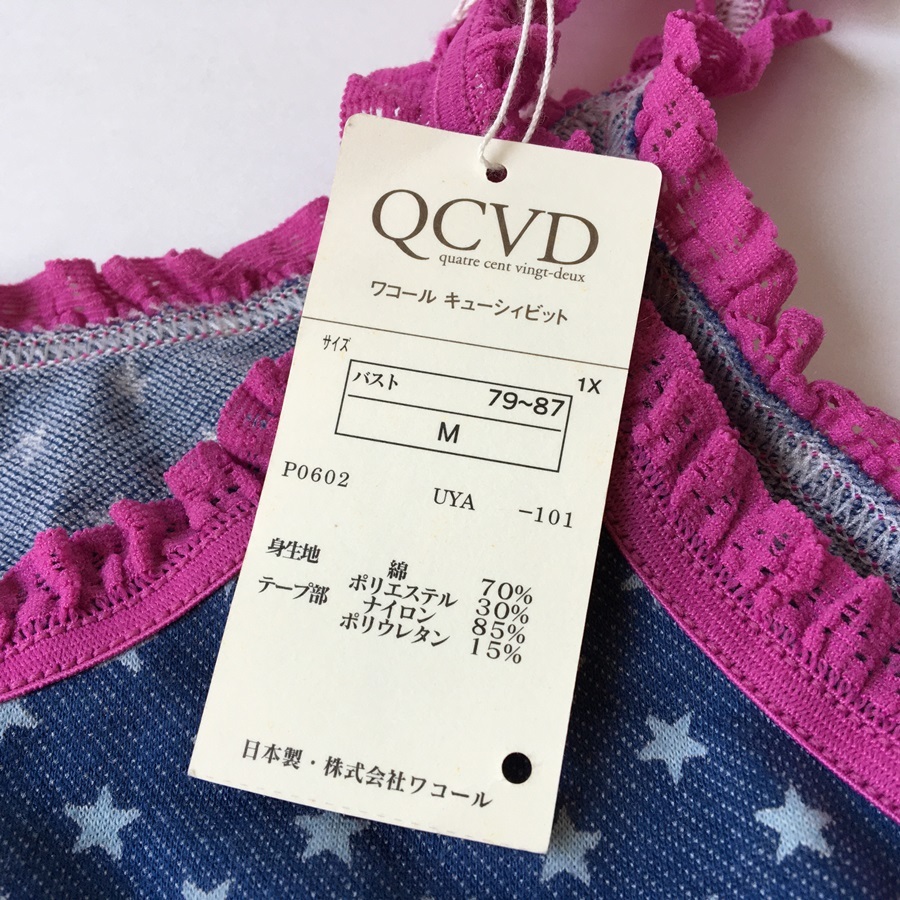 QCVD
quatre cent vingt-deux
ワコール キューシィビット
サイズ
1X
バスト 79~87
M
P0602 UYA -101
身生地 綿 70%
ポリエステル 30%
テープ部 ナイロン 85%
ポリウレタン 15%
日本製・株式会社ワコール